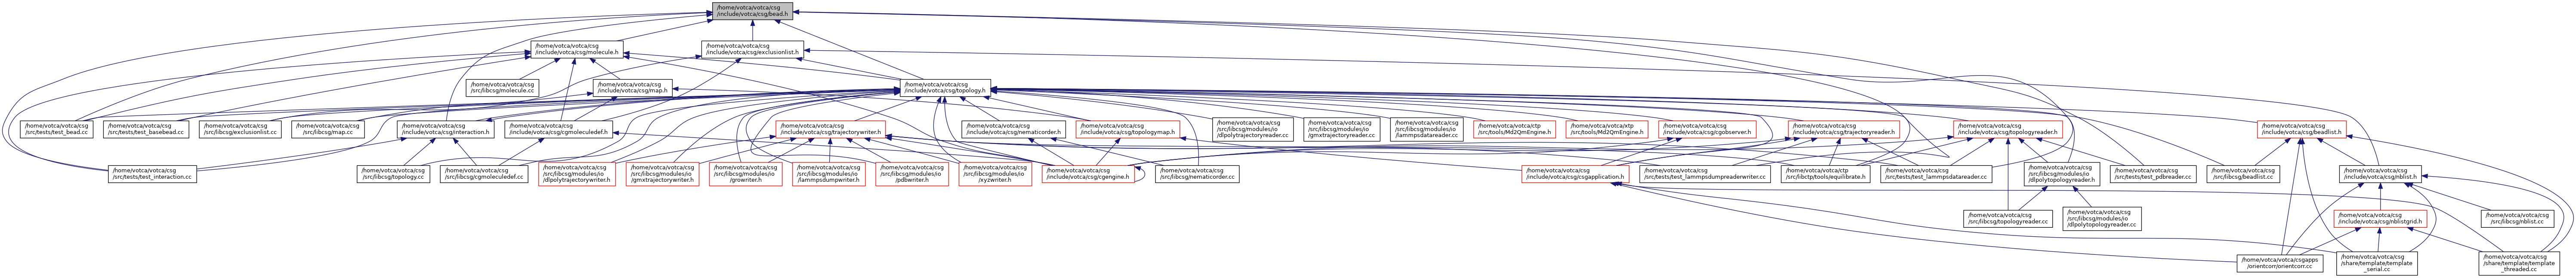 /home/votca/votca/csg
/include/votca/csg/bead.h
/home/votca/votca/csg
/include/votca/csg/molecule.h
/home/votca/votca/csg
/include/votca/csg/exclusionlist.h
/home/votca/votca/csg
/src/libcsg/molecule.cc
/home/votca/votca/csg
/include/votca/csg/map.h
/home/votca/votca/csg
/include/votca/csg/topology.h
/home/votca/votca/csg
/src/tests/test_bead.cc
/home/votca/votca/csg
/src/tests/test_basebead.cc
/home/votca/votca/csg
/src/libcsg/exclusionlist.cc
/home/votca/votca/csg
/src/libcsg/map.cc
/home/votca/votca/csg
/include/votca/csg/interaction.h
/home/votca/votca/csg
/include/votca/csg/cgmoleculedef.h
/home/votca/votca/csg
/include/votca/csg/trajectorywriter.h
/home/votca/votca/csg
/include/votca/csg/nematicorder.h
/home/votca/votca/csg
/include/votca/csg/topologymap.h
/home/votca/votca/csg
/src/libcsg/modules/io
/dlpolytrajectoryreader.cc
/home/votca/votca/csg
/src/libcsg/modules/io
/gmxtrajectoryreader.cc
/home/votca/votca/csg
/src/libcsg/modules/io
/lammpsdatareader.cc
/home/votca/votca/ctp
/src/tools/Md2QmEngine.h
/home/votca/votca/xtp
/src/tools/Md2QmEngine.h
/home/votca/votca/csg
/include/votca/csg/cgobserver.h
/home/votca/votca/csg
/include/votca/csg/trajectoryreader.h
/home/votca/votca/csg
/include/votca/csg/topologyreader.h
/home/votca/votca/csg
/include/votca/csg/beadlist.h
/home/votca/votca/csg
/src/tests/test_interaction.cc
/home/votca/votca/csg
/src/libcsg/topology.cc
/home/votca/votca/csg
/src/libcsg/cgmoleculedef.cc
/home/votca/votca/csg
/src/libcsg/modules/io
/dlpolytrajectorywriter.h
/home/votca/votca/csg
/src/libcsg/modules/io
/gmxtrajectorywriter.h
/home/votca/votca/csg
/src/libcsg/modules/io
/growriter.h
/home/votca/votca/csg
/src/libcsg/modules/io
/lammpsdumpwriter.h
/home/votca/votca/csg
/src/libcsg/modules/io
/pdbwriter.h
/home/votca/votca/csg
/src/libcsg/modules/io
/xyzwriter.h
/home/votca/votca/csg
/include/votca/csg/cgengine.h
/home/votca/votca/csg
/src/libcsg/nematicorder.cc
/home/votca/votca/csg
/include/votca/csg/csgapplication.h
/home/votca/votca/csg
/src/tests/test_lammpsdumpreaderwriter.cc
/home/votca/votca/ctp
/src/libctp/tools/equilibrate.h
/home/votca/votca/csg
/src/tests/test_lammpsdatareader.cc
/home/votca/votca/csg
/src/libcsg/modules/io
/dlpolytopologyreader.h
/home/votca/votca/csg
/src/tests/test_pdbreader.cc
/home/votca/votca/csg
/src/libcsg/beadlist.cc
/home/votca/votca/csg
/include/votca/csg/nblist.h
/home/votca/votca/csg
/src/libcsg/topologyreader.cc
/home/votca/votca/csg
/src/libcsg/modules/io
/dlpolytopologyreader.cc
/home/votca/votca/csg
/include/votca/csg/nblistgrid.h
/home/votca/votca/csg
/src/libcsg/nblist.cc
/home/votca/votca/csgapps
/orientcorr/orientcorr.cc
/home/votca/votca/csg
/share/template/template
_serial.cc
/home/votca/votca/csg
/share/template/template
_threaded.cc